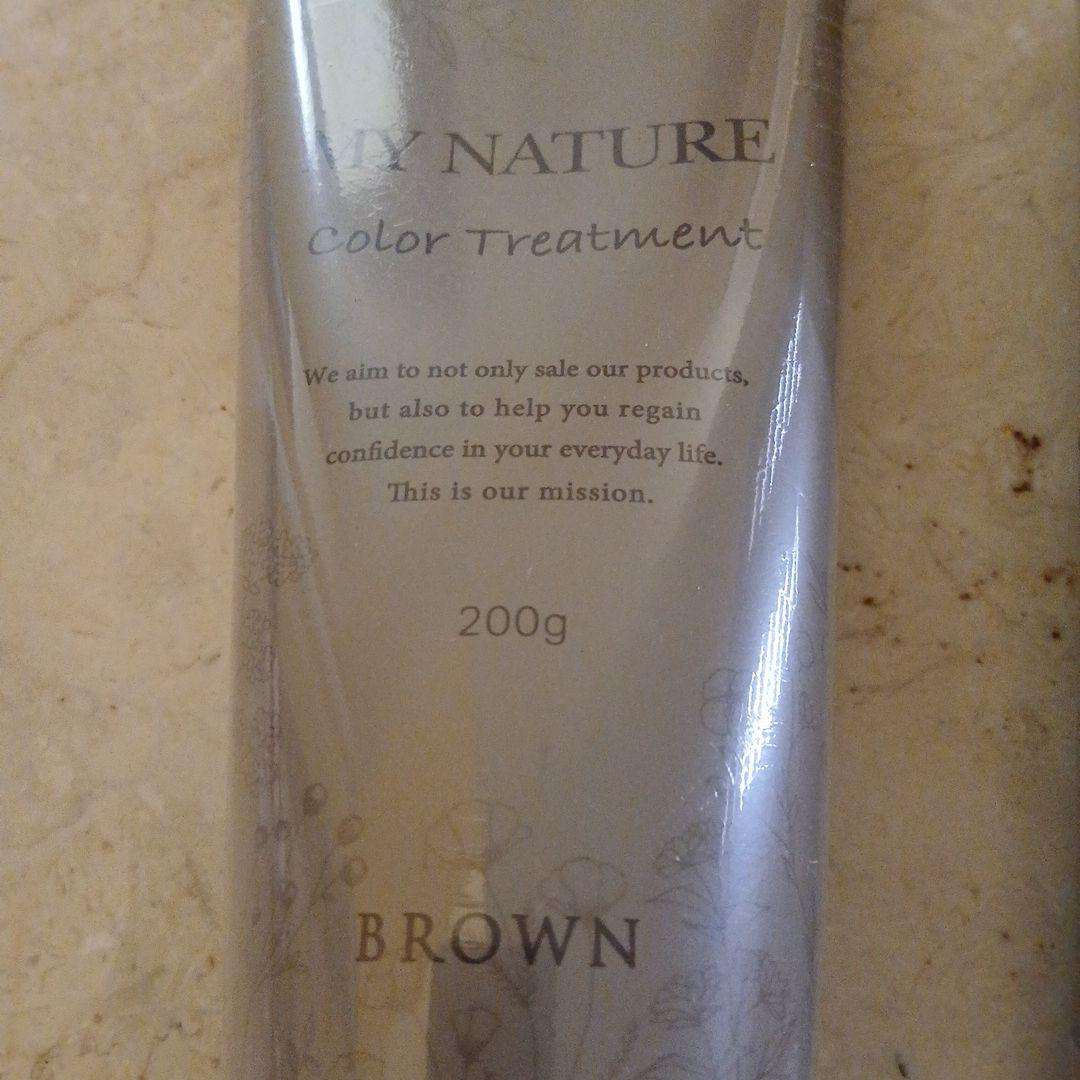 MY NATURE
Color Treatment
We aim to not only sale our products,
but also to help you regain
confidence in your everyday life.
This is our mission.
200g
BROWN